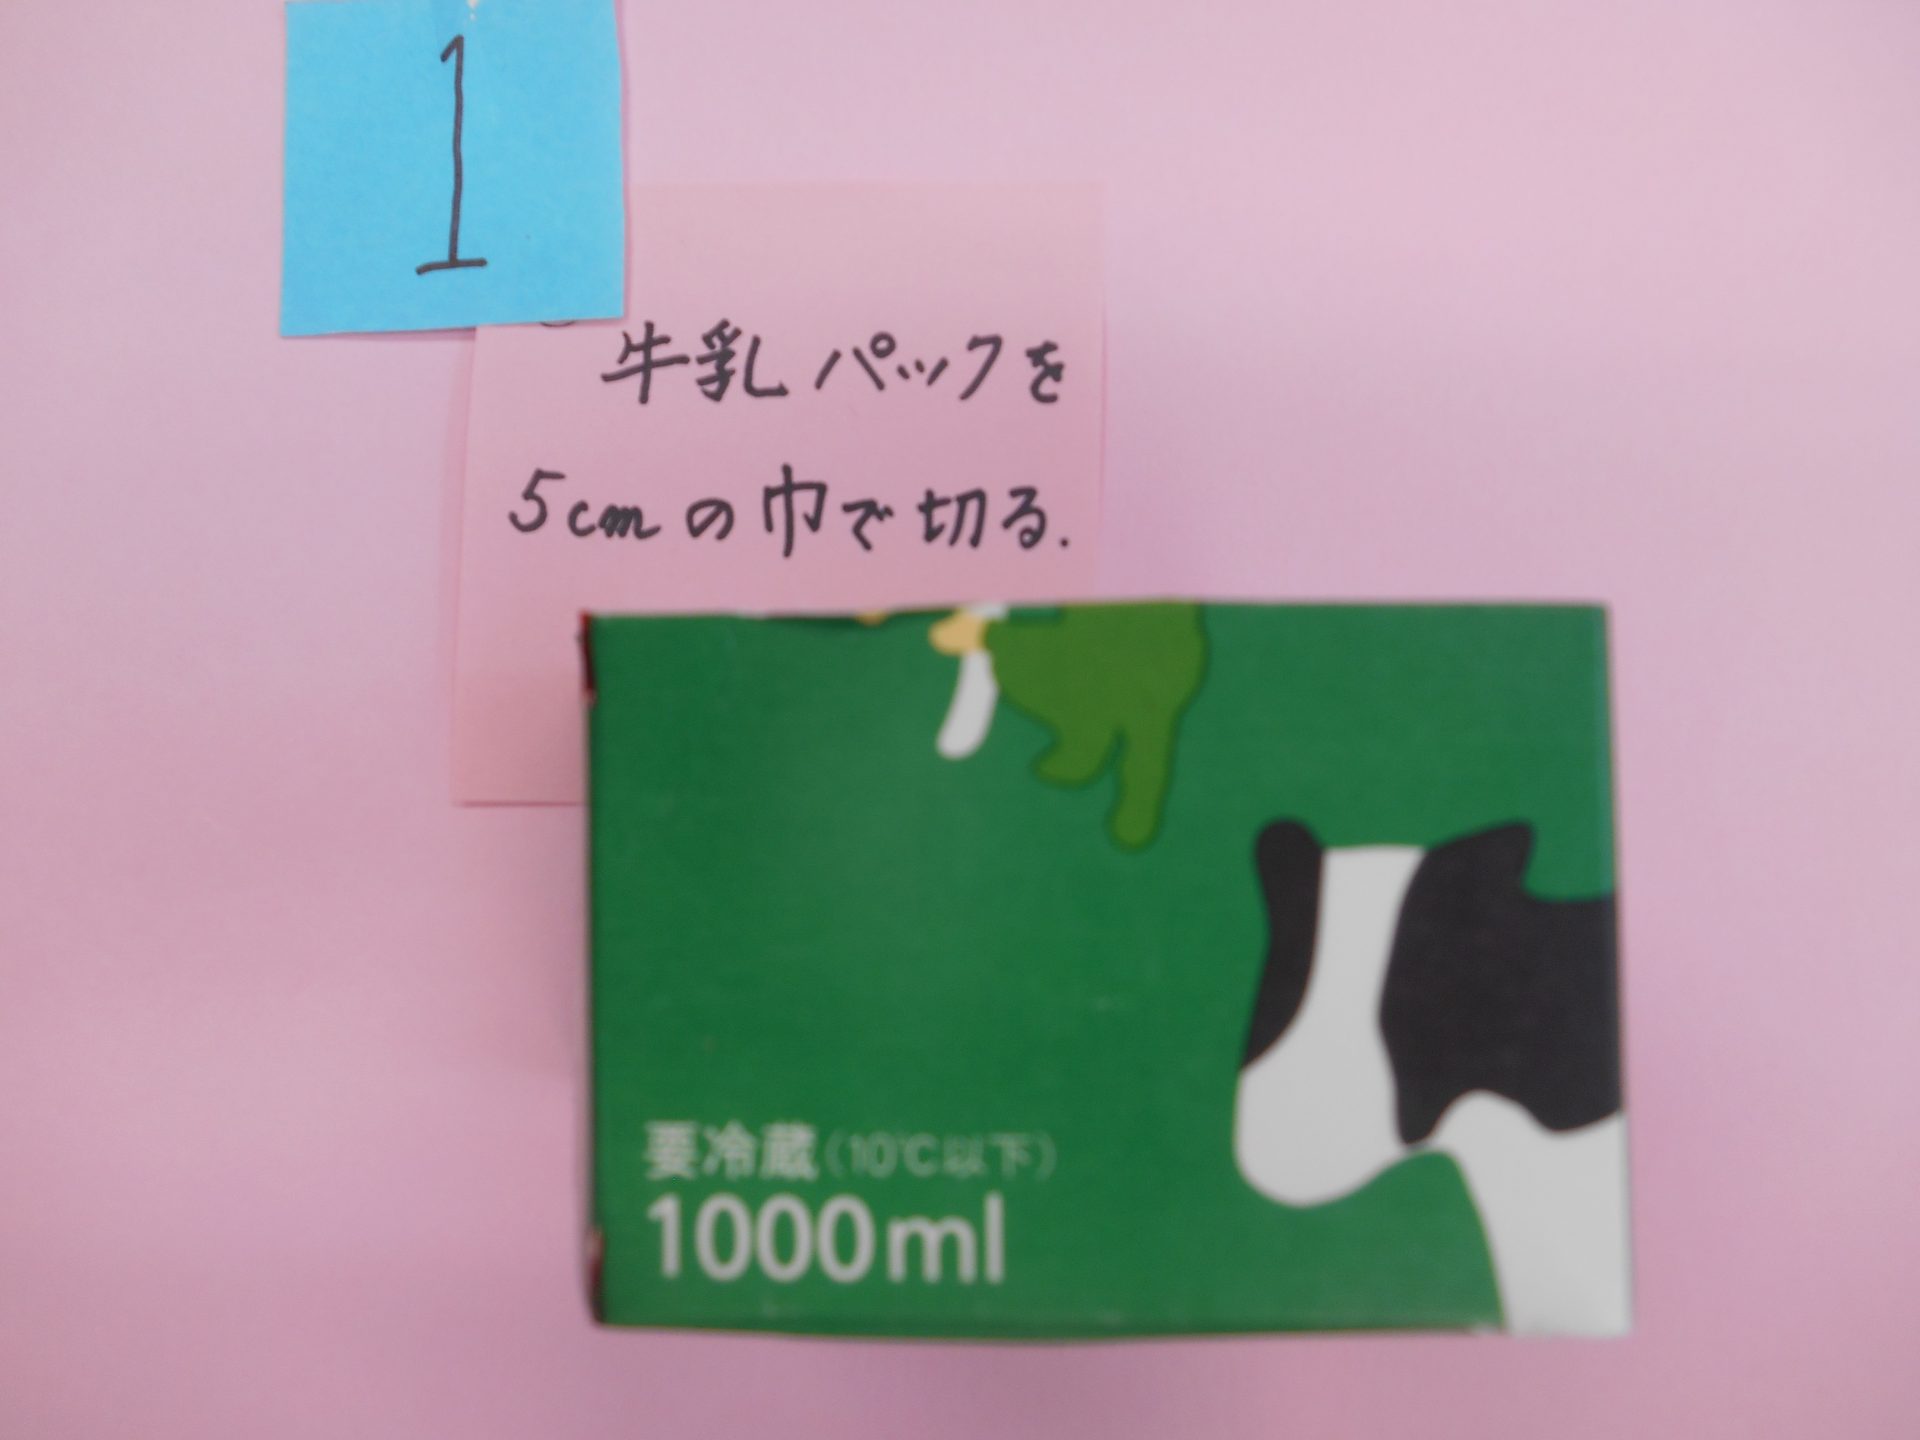 1
牛乳パックを
5cmの巾で切る.
要冷蔵(10℃以下)
1000ml